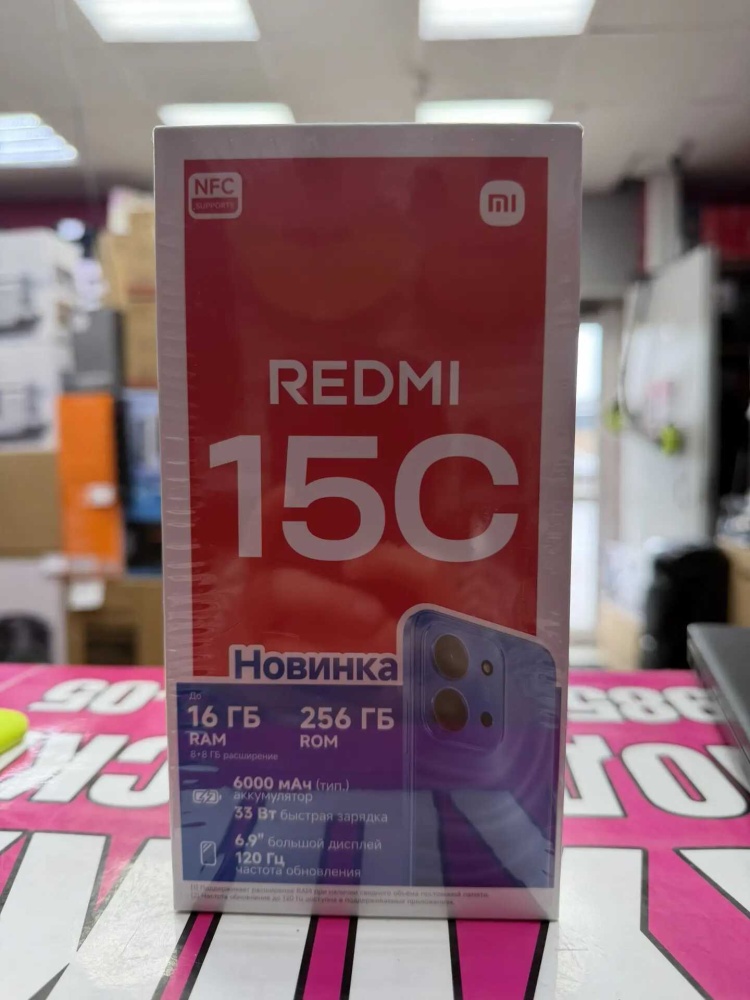 NFC
SUPPORTS
mi
REDMI
15C
Новинка
До
16 ГБ 256 ГБ
RAM ROM
8+8 ГБ расширение
6000 мАч (тип.)
аккумулятор
33 Вт быстрая зарядка
6.9" большой дисплей
120 Гц
частота обновления